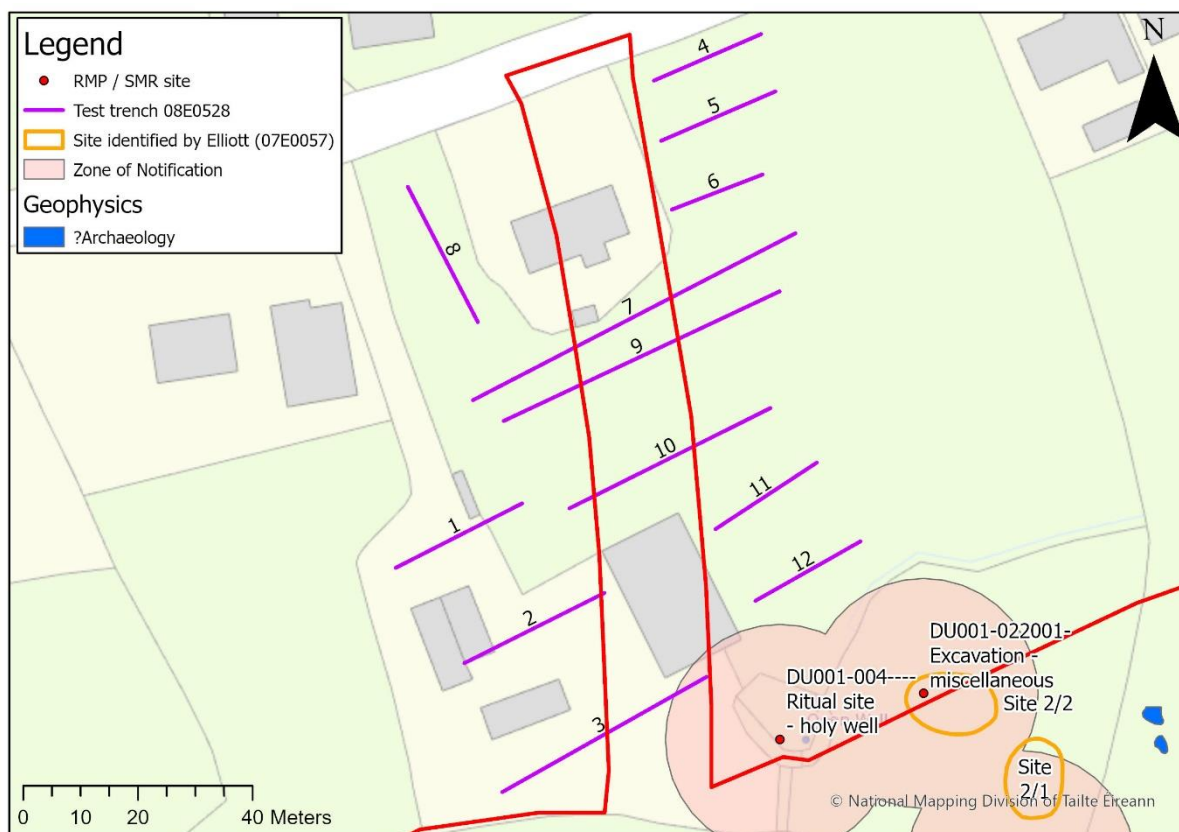 Legend
RMP / SMR site
Test trench 08E0528
Site identified by Elliott (07E0057)
Zone of Notification
Geophysics
?Archaeology
N
4
5
6
8
7
9
10
11
1
12
2
3
DU001-022001-
Excavation -
miscellaneous
DU001-004----
Ritual site
- holy well
Site 2/2
Site
2/1
0 10 20 40 Meters
© National Mapping Division of Tailte Éireann